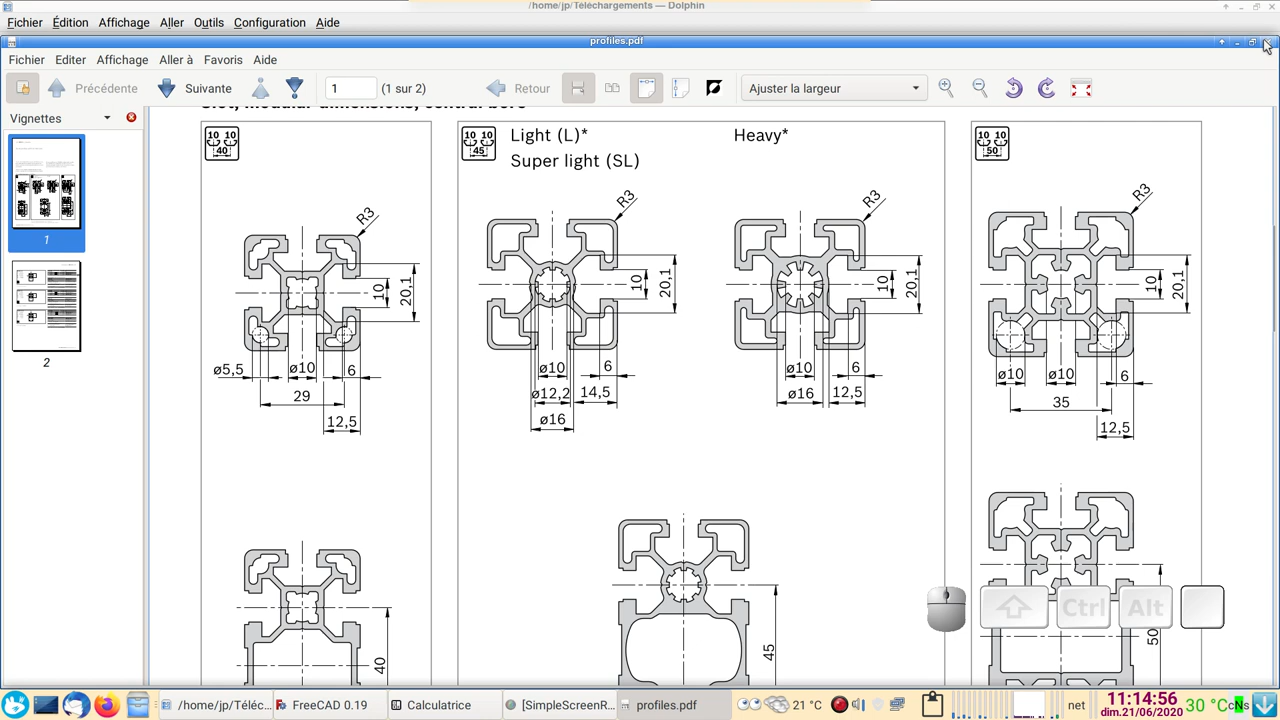 /home/jp/Téléchargements — Dolphin
Fichier Édition Affichage Aller Outils Configuration Aide
profiles.pdf
Fichier Editer Affichage Aller à Favoris Aide
Précédente Suivante 1 (1 sur 2) Retour Ajuster la largeur
Vignettes
1
2
10 10
40
10 10
45
Light (L)*
Super light (SL)
Heavy*
10 10
50
R3
10
20,1
ø5,5 ø10 6
29
12,5
R3
10
20,1
ø10 6
ø12,2 14,5
ø16
R3
10
20,1
ø10 6
ø16 12,5
R3
10
20,1
ø10 ø10 6
35
12,5
40
45
50
Ctrl Alt
/home/jp/Téléc... FreeCAD 0.19 Calculatrice [SimpleScreenR... profiles.pdf
21 °C
net
11:14:56
dim.21/06/2020
30 °C